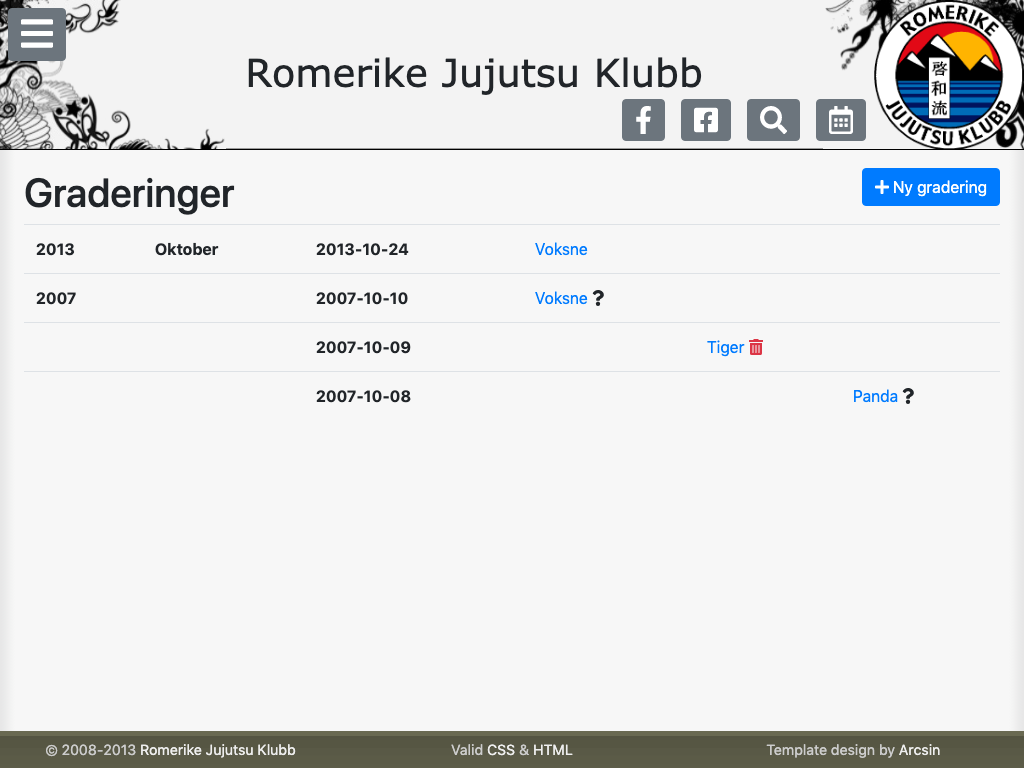 Romerike Jujutsu Klubb
ROMERIKE
啓和流
JUJUTSU KLUBB
Graderinger
Ny gradering
2013 Oktober 2013-10-24 Voksne
2007 2007-10-10 Voksne ?
2007-10-09 Tiger
2007-10-08 Panda ?
© 2008-2013 Romerike Jujutsu Klubb Valid CSS & HTML Template design by Arcsin